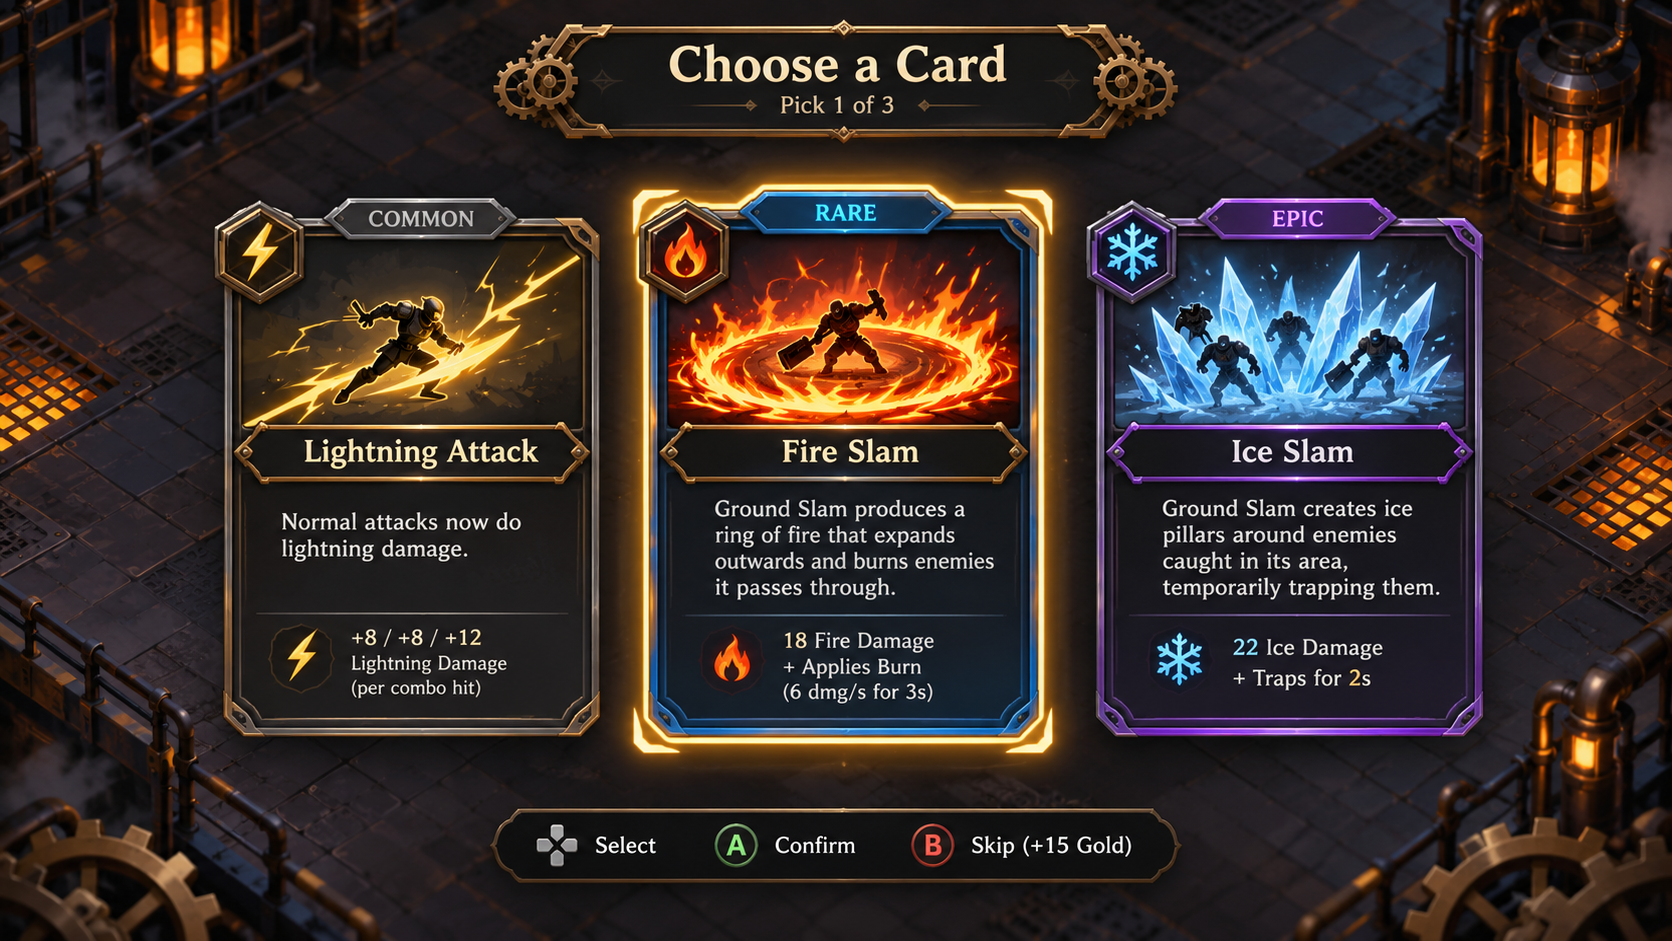 Choose a Card
Pick 1 of 3
COMMON
Lightning Attack
Normal attacks now do
lightning damage.
+8 / +8 / +12
Lightning Damage
(per combo hit)
RARE
Fire Slam
Ground Slam produces a
ring of fire that expands
outwards and burns enemies
it passes through.
18 Fire Damage
+ Applies Burn
(6 dmg/s for 3s)
EPIC
Ice Slam
Ground Slam creates ice
pillars around enemies
caught in its area,
temporarily trapping them.
22 Ice Damage
+ Traps for 2s
Select
A Confirm
B Skip (+15 Gold)